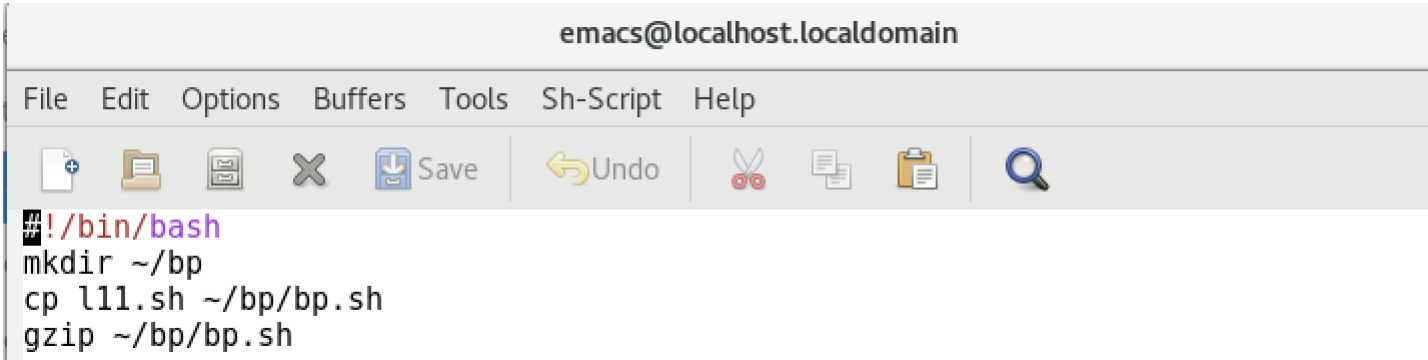 emacs@localhost.localdomain
File Edit Options Buffers Tools Sh-Script Help
Save Undo
#!/bin/bash
mkdir ~/bp
cp l11.sh ~/bp/bp.sh
gzip ~/bp/bp.sh